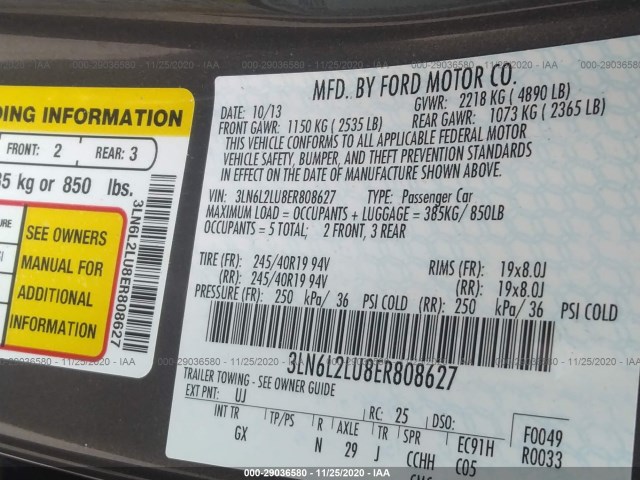 000-29036580 - 11/25/2020 - IAA
MFD. BY FORD MOTOR CO.
DATE: 10/13 GVWR: 2218 KG ( 4890 LB)
FRONT GAWR: 1150 KG ( 2535 LB) REAR GAWR: 1073 KG ( 2365 LB)
THIS VEHICLE CONFORMS TO ALL APPLICABLE FEDERAL MOTOR
VEHICLE SAFETY, BUMPER, AND THEFT PREVENTION STANDARDS
IN EFFECT ON THE DATE OF MANUFACTURE SHOWN ABOVE.
VIN: 3LN6L2LU8ER808627 TYPE: Passenger Car
MAXIMUM LOAD = OCCUPANTS + LUGGAGE = 385KG/ 850LB
OCCUPANTS = 5 TOTAL: 2 FRONT, 3 REAR
TIRE (FR): 245/40R19 94V RIMS (FR): 19x8.0J
(RR): 245/40R19 94V (RR): 19x8.0J
PRESSURE (FR): 250 kPa/ 36 PSI COLD (RR): 250 kPa/ 36 PSI COLD
3LN6L2LU8ER808627
TRAILER TOWING - SEE OWNER GUIDE
EXT PNT: UJ RC: 25 DSO:
INT TR TP/PS R AXLE TR SPR EC91H F0049
GX N 29 J CCHH C05 R0033
DING INFORMATION
FRONT: 2 REAR: 3
85 kg or 850 lbs.
SEE OWNERS
MANUAL FOR
ADDITIONAL
INFORMATION
3LN6L2LU8ER808627
000-29036580 - 11/25/2020 - IAA